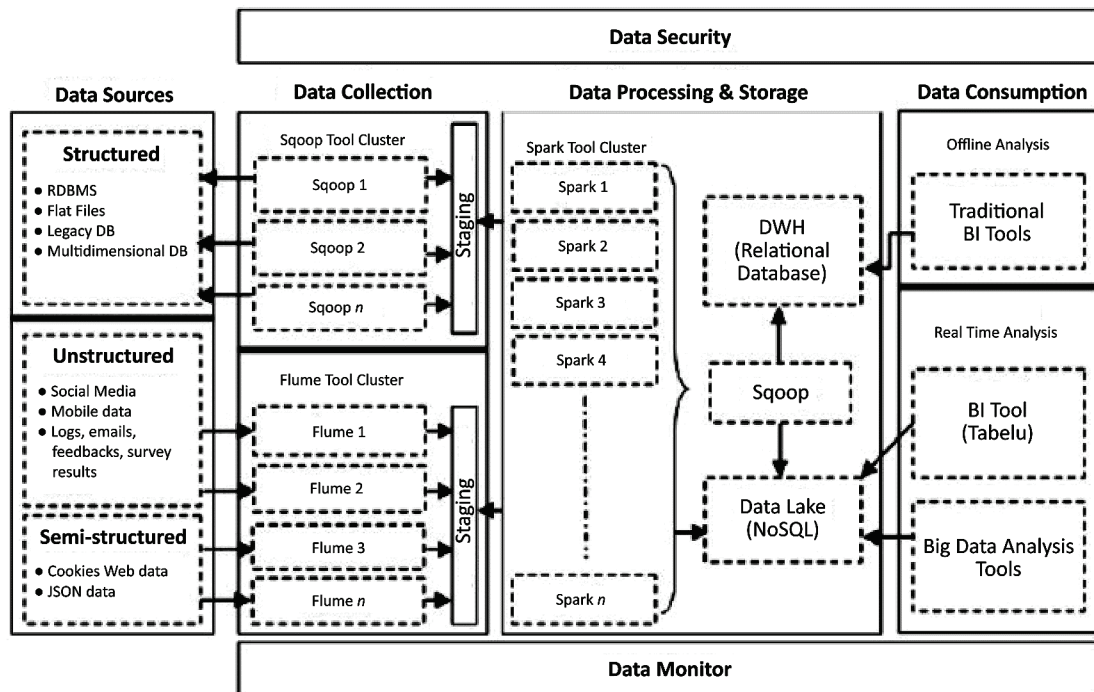 Data Security
Data Sources
Data Collection
Data Processing & Storage
Data Consumption
Structured
● RDBMS
● Flat Files
● Legacy DB
● Multidimensional DB
Unstructured
● Social Media
● Mobile data
● Logs, emails,
feedbacks, survey
results
Semi-structured
● Cookies Web data
● JSON data
Sqoop Tool Cluster
Sqoop 1
Sqoop 2
Sqoop n
Staging
Flume Tool Cluster
Flume 1
Flume 2
Flume 3
Flume n
Staging
Spark Tool Cluster
Spark 1
Spark 2
Spark 3
Spark 4
Spark n
DWH
(Relational
Database)
Sqoop
Data Lake
(NoSQL)
Offline Analysis
Traditional
BI Tools
Real Time Analysis
BI Tool
(Tabelu)
Big Data Analysis
Tools
Data Monitor